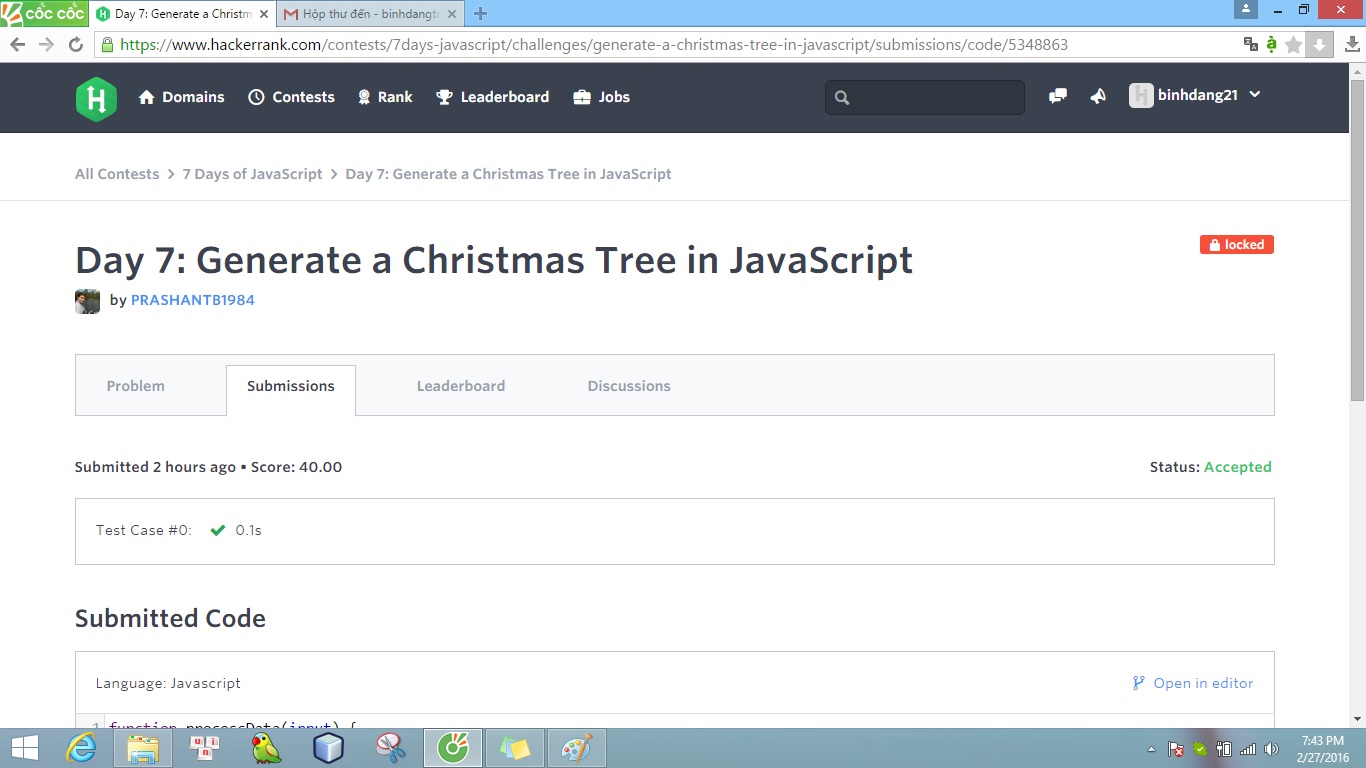 CỐC CỐC
Day 7: Generate a Christm
Hộp thư đến - binhdangtr
https://www.hackerrank.com/contests/7days-javascript/challenges/generate-a-christmas-tree-in-javascript/submissions/code/5348863
H Domains Contests Rank Leaderboard Jobs
binhdang21
All Contests > 7 Days of JavaScript > Day 7: Generate a Christmas Tree in JavaScript
Day 7: Generate a Christmas Tree in JavaScript
locked
by PRASHANTB1984
Problem Submissions Leaderboard Discussions
Submitted 2 hours ago ▪ Score: 40.00
Status: Accepted
Test Case #0: ✔ 0.1s
Submitted Code
Language: Javascript
Open in editor
1 function processData(input) {
7:43 PM
2/27/2016